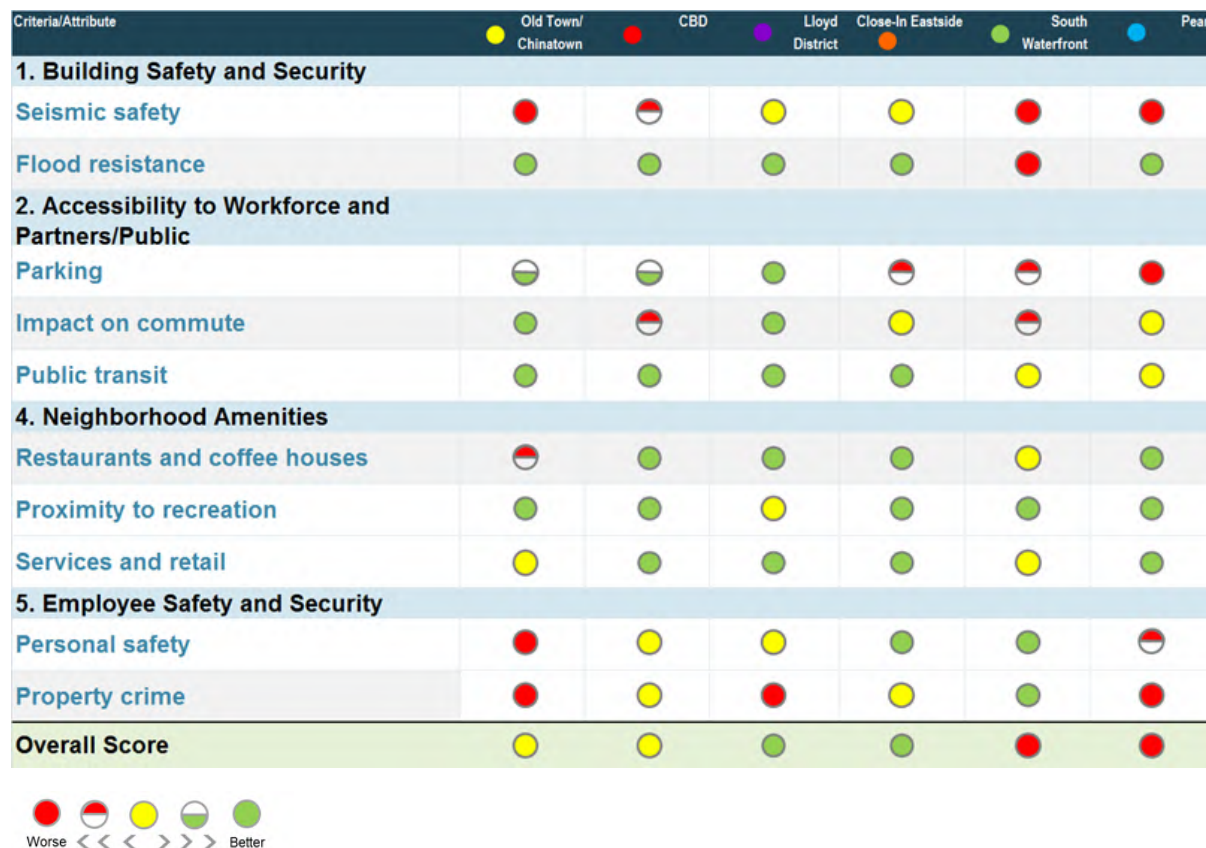 Criteria/Attribute Old Town/ CBD Lloyd Close-In Eastside South Pear
Chinatown District Waterfront
1. Building Safety and Security
Seismic safety
Flood resistance
2. Accessibility to Workforce and
Partners/Public
Parking
Impact on commute
Public transit
4. Neighborhood Amenities
Restaurants and coffee houses
Proximity to recreation
Services and retail
5. Employee Safety and Security
Personal safety
Property crime
Overall Score
Worse < < < > > > Better